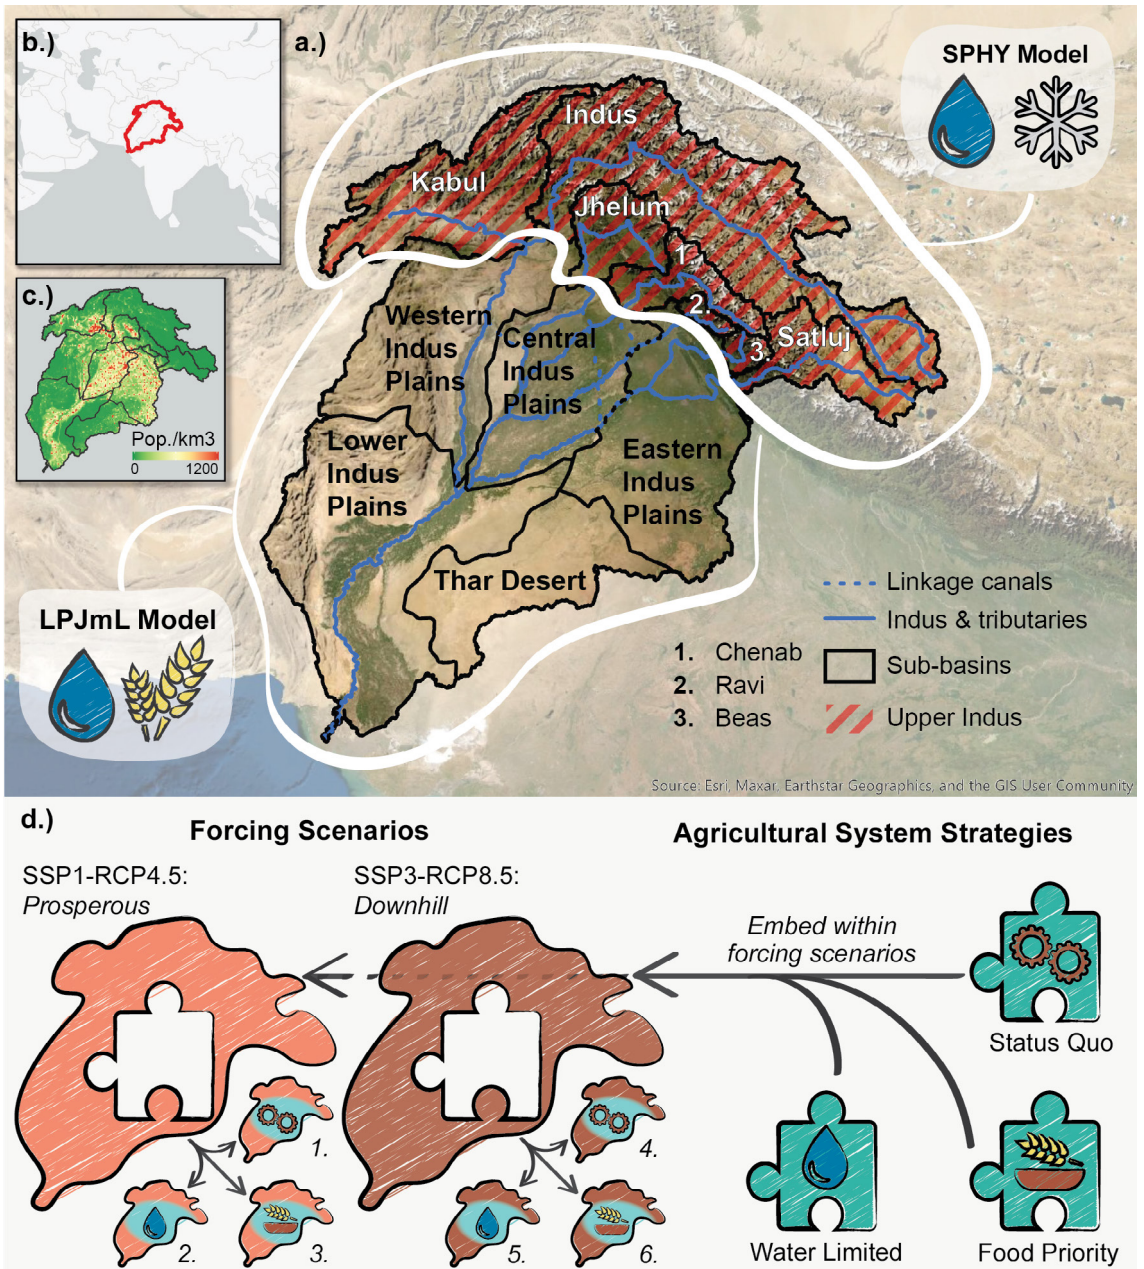 b.)
a.)
SPHY Model
Indus
Kabul
Jhelum
1.
2.
3.
Satluj
c.)
Pop./km3
0
1200
Western
Indus
Plains
Central
Indus
Plains
Lower
Indus
Plains
Eastern
Indus
Plains
Thar Desert
LPJmL Model
Linkage canals
Indus & tributaries
1. Chenab
2. Ravi
3. Beas
Sub-basins
Upper Indus
Source: Esri, Maxar, Earthstar Geographics, and the GIS User Community
d.)
Forcing Scenarios
Agricultural System Strategies
SSP1-RCP4.5:
Prosperous
SSP3-RCP8.5:
Downhill
Embed within
forcing scenarios
Status Quo
1.
2.
3.
4.
5.
6.
Water Limited
Food Priority